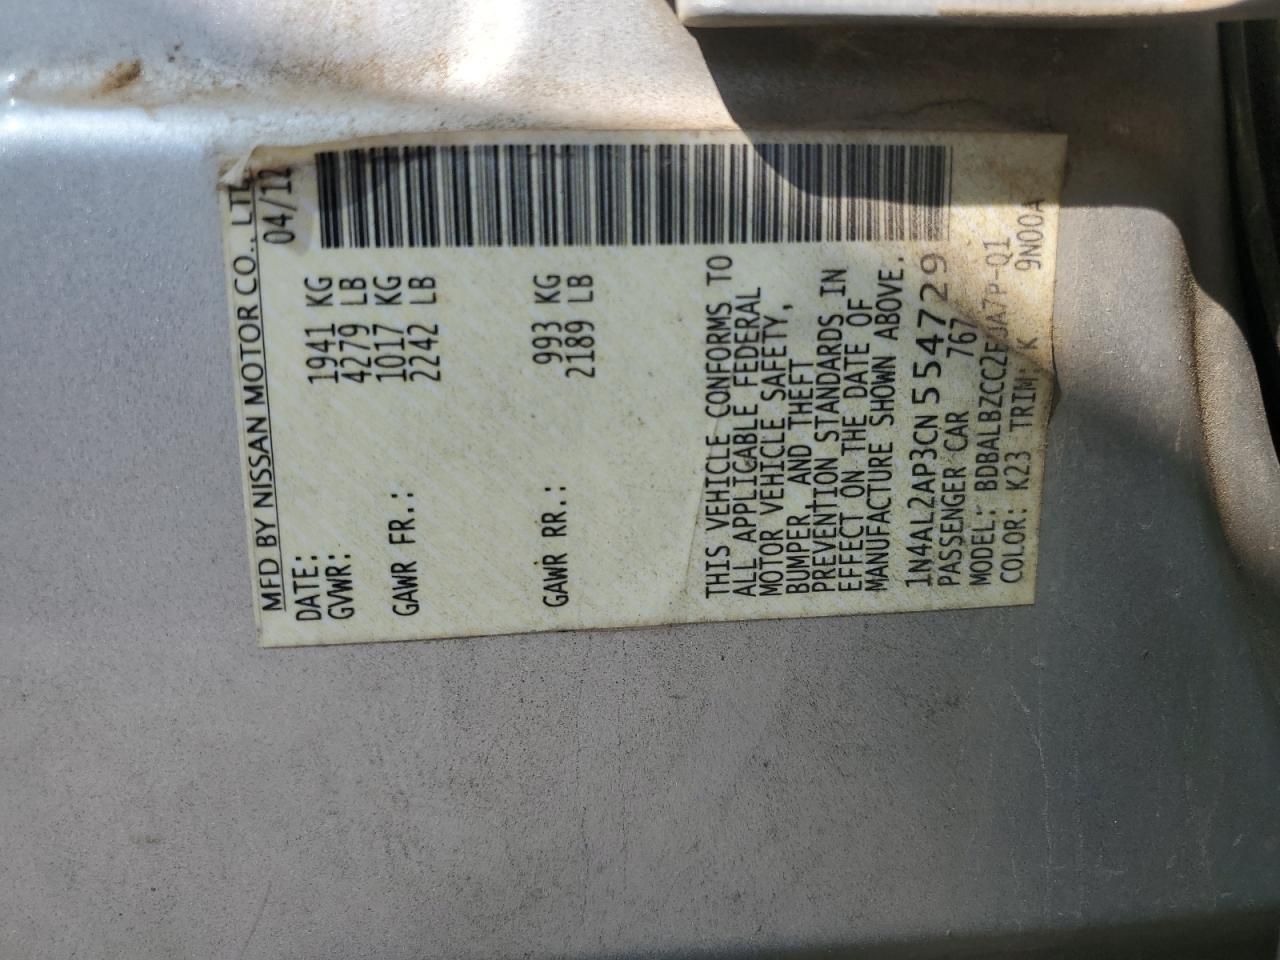 MFD BY NISSAN MOTOR CO., LTD.
DATE: 04/12
GVWR: 1941 KG
4279 LB
GAWR FR.: 1017 KG
2242 LB
GAWR RR.: 993 KG
2189 LB
THIS VEHICLE CONFORMS TO
ALL APPLICABLE FEDERAL
MOTOR VEHICLE SAFETY,
BUMPER, AND THEFT
PREVENTION STANDARDS IN
EFFECT ON THE DATE OF
MANUFACTURE SHOWN ABOVE.
1N4AL2AP3CN554729
PASSENGER CAR 767
MODEL:
COLOR: K23 TRIM: K 9N00A